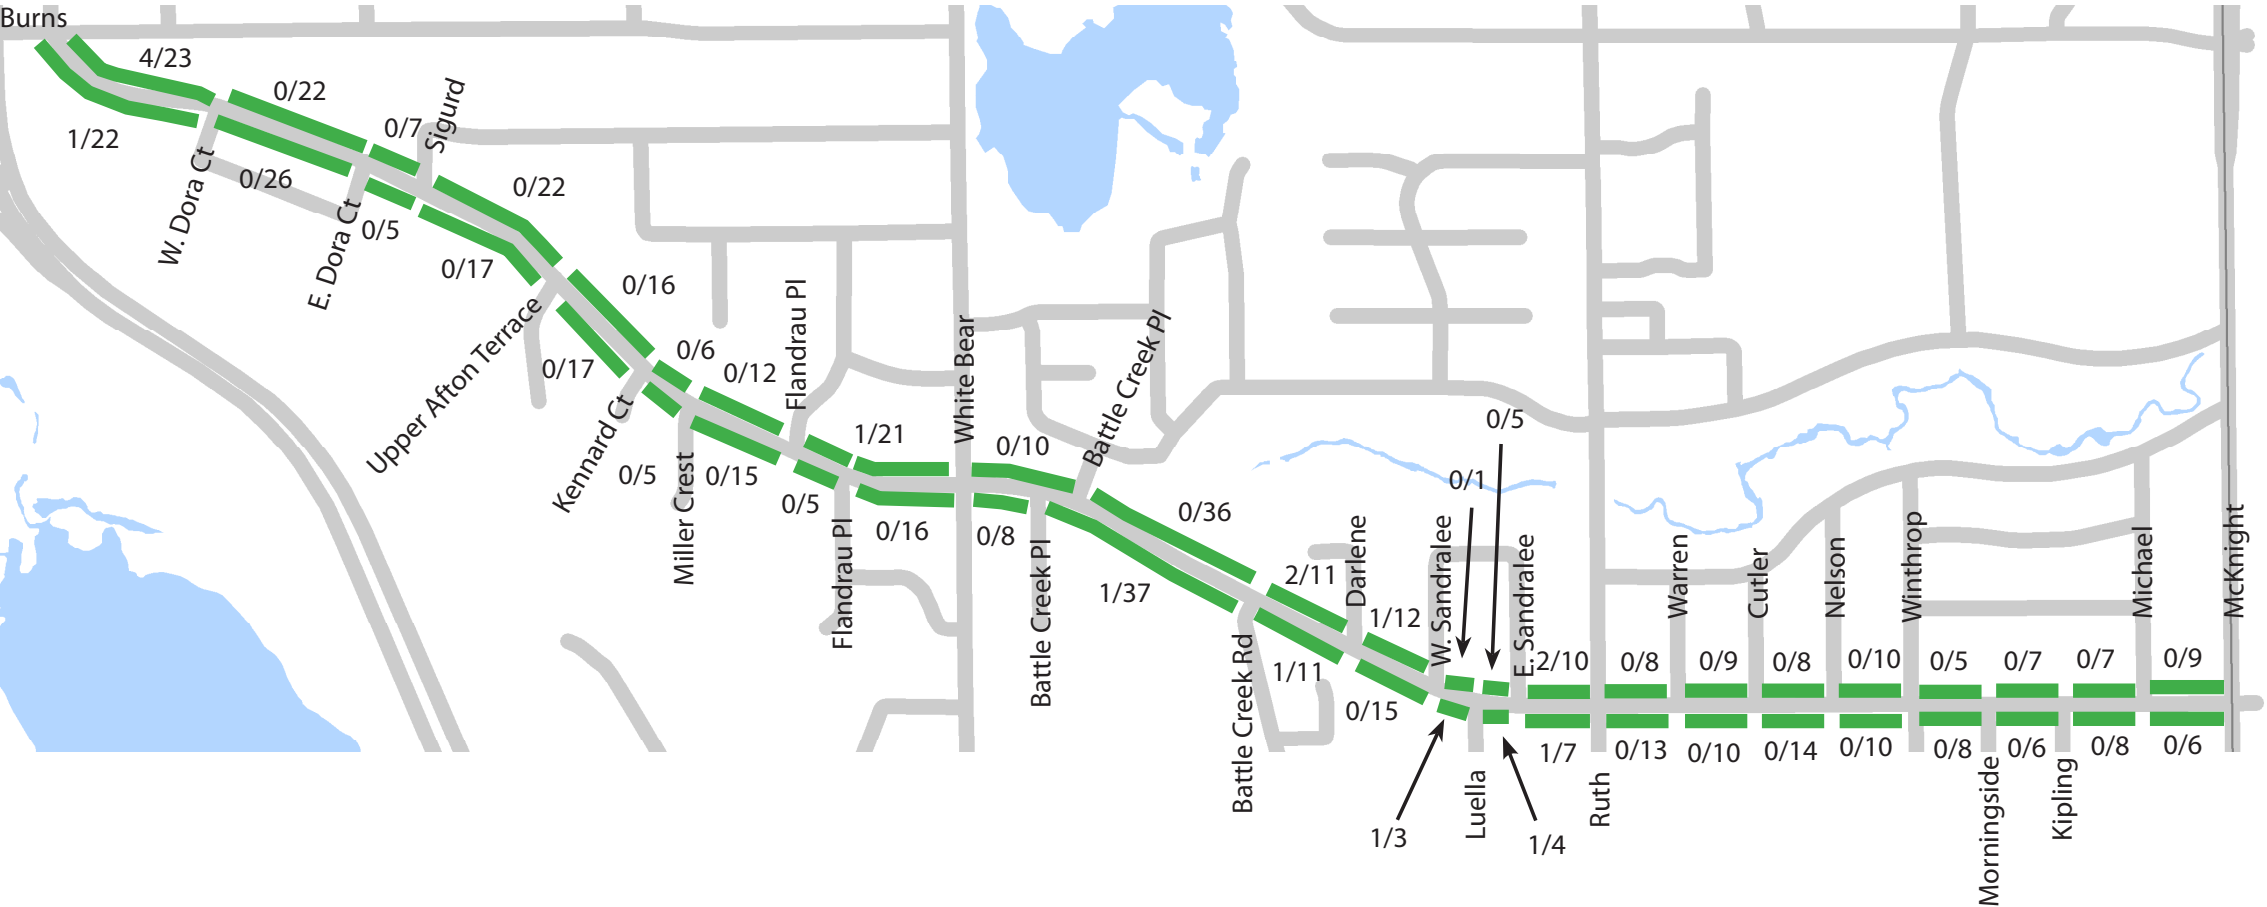 Burns
4/23
0/22
1/22
0/7
Sigurd
W. Dora Ct
0/26
E. Dora Ct
0/5
0/22
0/17
0/16
Upper Afton Terrace
0/17
Kennard Ct
0/6
0/12
Flandrau Pl
0/5
Miller Crest
0/15
0/5
1/21
Flandrau Pl
0/16
White Bear
0/10
0/8
Battle Creek Pl
Battle Creek Pl
0/36
1/37
2/11
Darlene
Battle Creek Rd
1/11
1/12
0/15
W. Sandralee
0/1
0/5
E. Sandralee
1/3
Luella
1/4
2/10
1/7
Ruth
0/8
0/13
Warren
0/9
0/10
Cutler
0/8
0/14
Nelson
0/10
0/10
Winthrop
0/5
0/8
Morningside
0/7
0/6
Kipling
0/7
0/8
Michael
0/9
0/6
McKnight